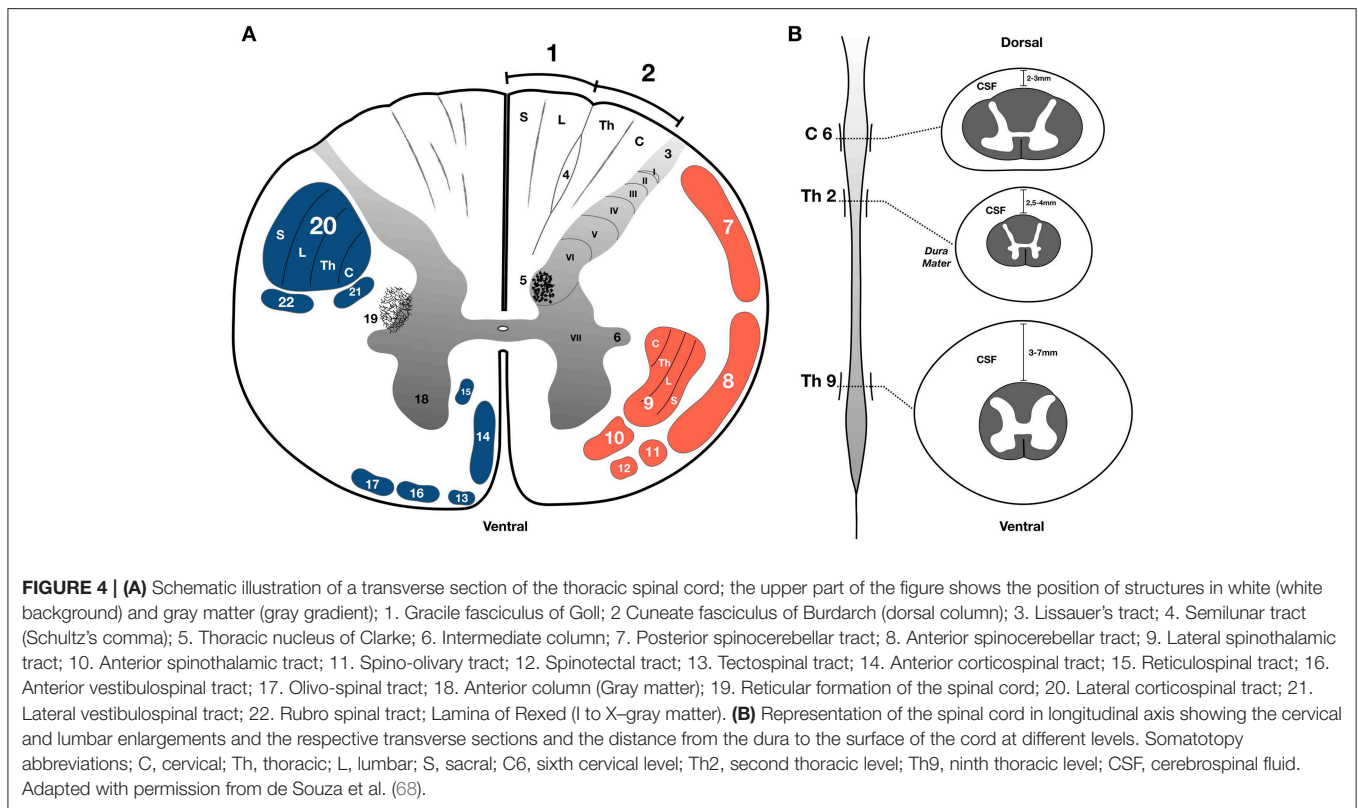 A
1
2
S
L
Th
C
3
4
I
II
III
IV
V
VI
5
VII
6
7
8
C
Th
L
S
9
10
11
12
20
S
L
Th
C
21
22
19
18
15
14
17
16
13
Ventral
B
Dorsal
2-3mm
CSF
C 6
Th 2
2,5-4mm
CSF
Dura
Mater
3-7mm
CSF
Th 9
Ventral
FIGURE 4 | (A) Schematic illustration of a transverse section of the thoracic spinal cord; the upper part of the figure shows the position of structures in white (white
background) and gray matter (gray gradient); 1. Gracile fasciculus of Goll; 2 Cuneate fasciculus of Burdarch (dorsal column); 3. Lissauer's tract; 4. Semilunar tract
(Schultz's comma); 5. Thoracic nucleus of Clarke; 6. Intermediate column; 7. Posterior spinocerebellar tract; 8. Anterior spinocerebellar tract; 9. Lateral spinothalamic
tract; 10. Anterior spinothalamic tract; 11. Spino-olivary tract; 12. Spinotectal tract; 13. Tectospinal tract; 14. Anterior corticospinal tract; 15. Reticulospinal tract; 16.
Anterior vestibulospinal tract; 17. Olivo-spinal tract; 18. Anterior column (Gray matter); 19. Reticular formation of the spinal cord; 20. Lateral corticospinal tract; 21.
Lateral vestibulospinal tract; 22. Rubro spinal tract; Lamina of Rexed (I to X–gray matter). (B) Representation of the spinal cord in longitudinal axis showing the cervical
and lumbar enlargements and the respective transverse sections and the distance from the dura to the surface of the cord at different levels. Somatotopy
abbreviations; C, cervical; Th, thoracic; L, lumbar; S, sacral; C6, sixth cervical level; Th2, second thoracic level; Th9, ninth thoracic level; CSF, cerebrospinal fluid.
Adapted with permission from de Souza et al. (68).